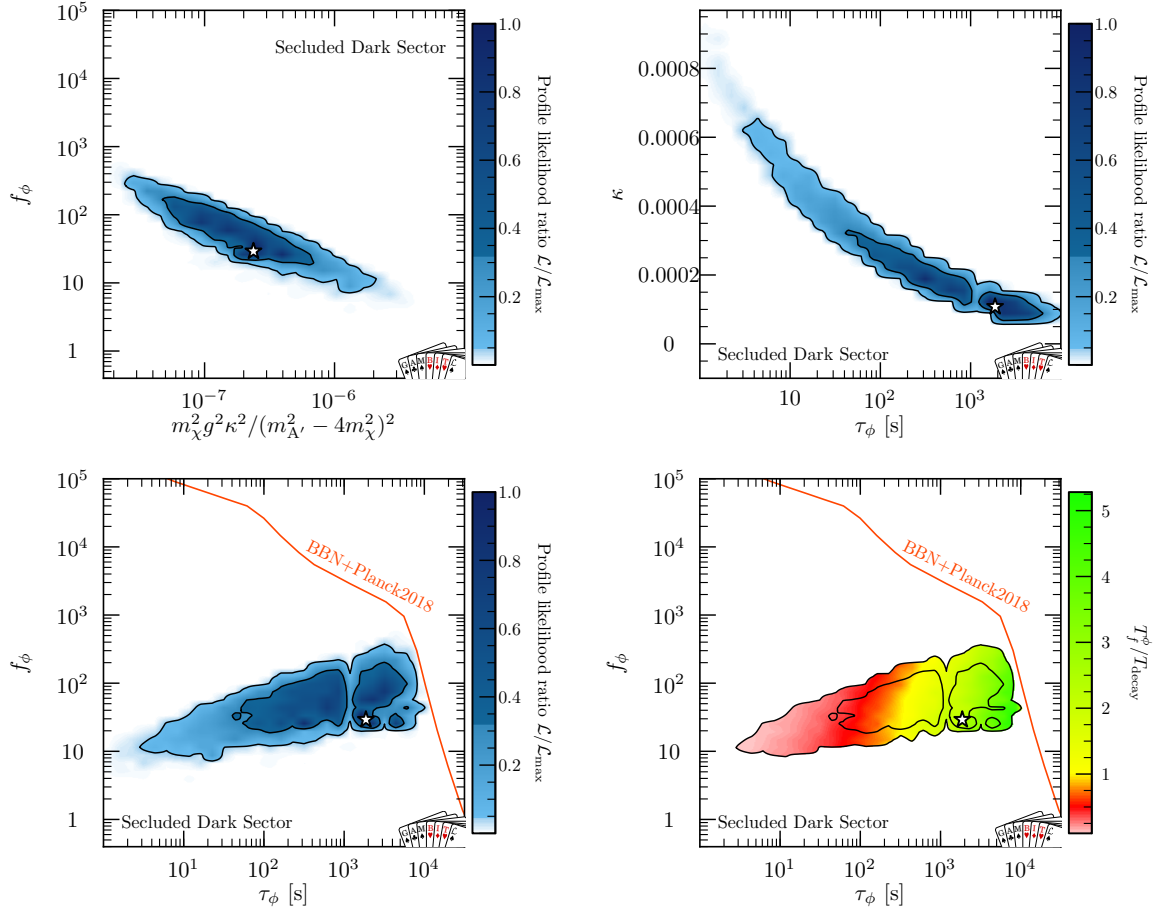 Secluded Dark Sector
10^5
10^4
10^3
10^2
10
1
f_ϕ
10^{-7}
10^{-6}
m_χ^2 g^2 κ^2/(m_{A′}^2 − 4m_χ^2)^2
1.0
0.8
0.6
0.4
0.2
Profile likelihood ratio L/L_max
GAMBIT
0.0008
0.0006
0.0004
0.0002
0
κ
Secluded Dark Sector
10
10^2
10^3
τ_ϕ [s]
1.0
0.8
0.6
0.4
0.2
Profile likelihood ratio L/L_max
GAMBIT
10^5
10^4
10^3
10^2
10
1
f_ϕ
BBN+Planck2018
Secluded Dark Sector
10^1
10^2
10^3
10^4
τ_ϕ [s]
1.0
0.8
0.6
0.4
0.2
Profile likelihood ratio L/L_max
GAMBIT
10^5
10^4
10^3
10^2
10
1
f_ϕ
BBN+Planck2018
Secluded Dark Sector
10^1
10^2
10^3
10^4
τ_ϕ [s]
5
4
3
2
1
T_f^ϕ/T_decay
GAMBIT